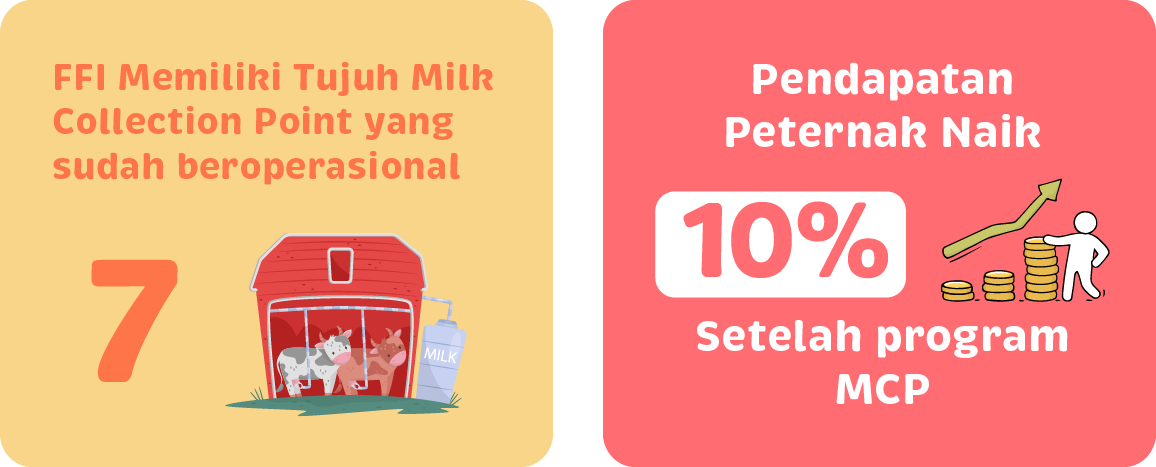 FFI Memiliki Tujuh Milk
Collection Point yang
sudah beroperasional
7
MILK
Pendapatan
Peternak Naik
10%
Setelah program
MCP